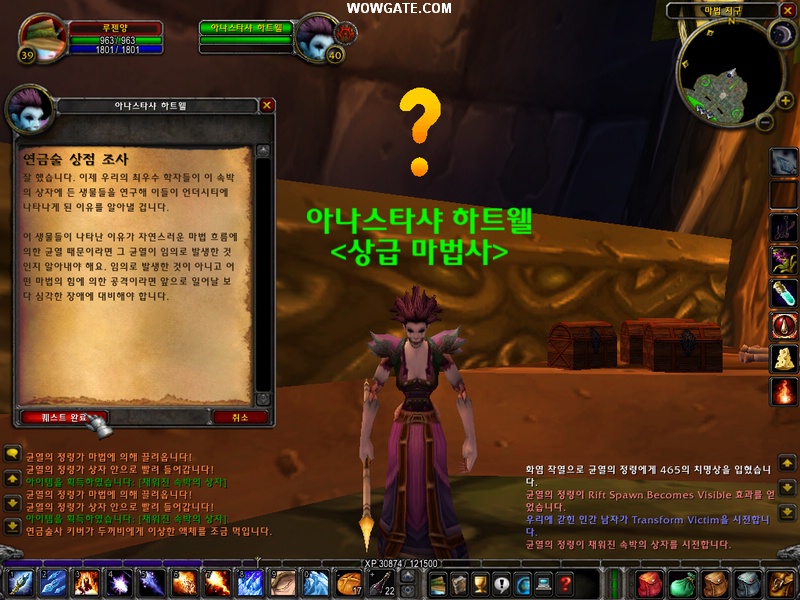 WOWGATE.COM
루젠양
963 / 963
1801 / 1801
39
아나스타샤 하트웰
40
마법 지구
N
아나스타샤 하트웰
연금술 상점 조사
잘 했습니다. 이제 우리의 최우수 학자들이 이 속박
의 상자에 든 생물들을 연구해 이들이 언더시티에
나타나게 된 이유를 알아낼 겁니다.
이 생물들이 나타난 이유가 자연스러운 마법 흐름에
의한 균열 때문이라면 그 균열이 임의로 발생한 것
인지 알아내야 해요. 임의로 발생한 것이 아니고 어
떤 마법의 힘에 의한 공격이라면 앞으로 일어날 보
다 심각한 장애에 대비해야 합니다.
퀘스트 완료
취소
아나스타샤 하트웰
<상급 마법사>
균열의 정령가 마법에 의해 끌려옵니다!
균열의 정령가 상자 안으로 빨려 들어갑니다!
아이템을 획득하였습니다: [채워진 속박의 상자]
균열의 정령가 마법에 의해 끌려옵니다!
균열의 정령가 상자 안으로 빨려 들어갑니다!
아이템을 획득하였습니다: [채워진 속박의 상자]
연금술사 키버가 두꺼비에게 이상한 액체를 조금 먹입니다.
화염 작열으로 균열의 정령에게 465의 치명상을 입혔습니
다.
균열의 정령이 Rift Spawn Becomes Visible 효과를 얻
었습니다.
우리에 갇힌 인간 남자가 Transform Victim을 시전합니
다.
균열의 정령이 채워진 속박의 상자를 시전합니다.
XP 30874 / 121500
17
22